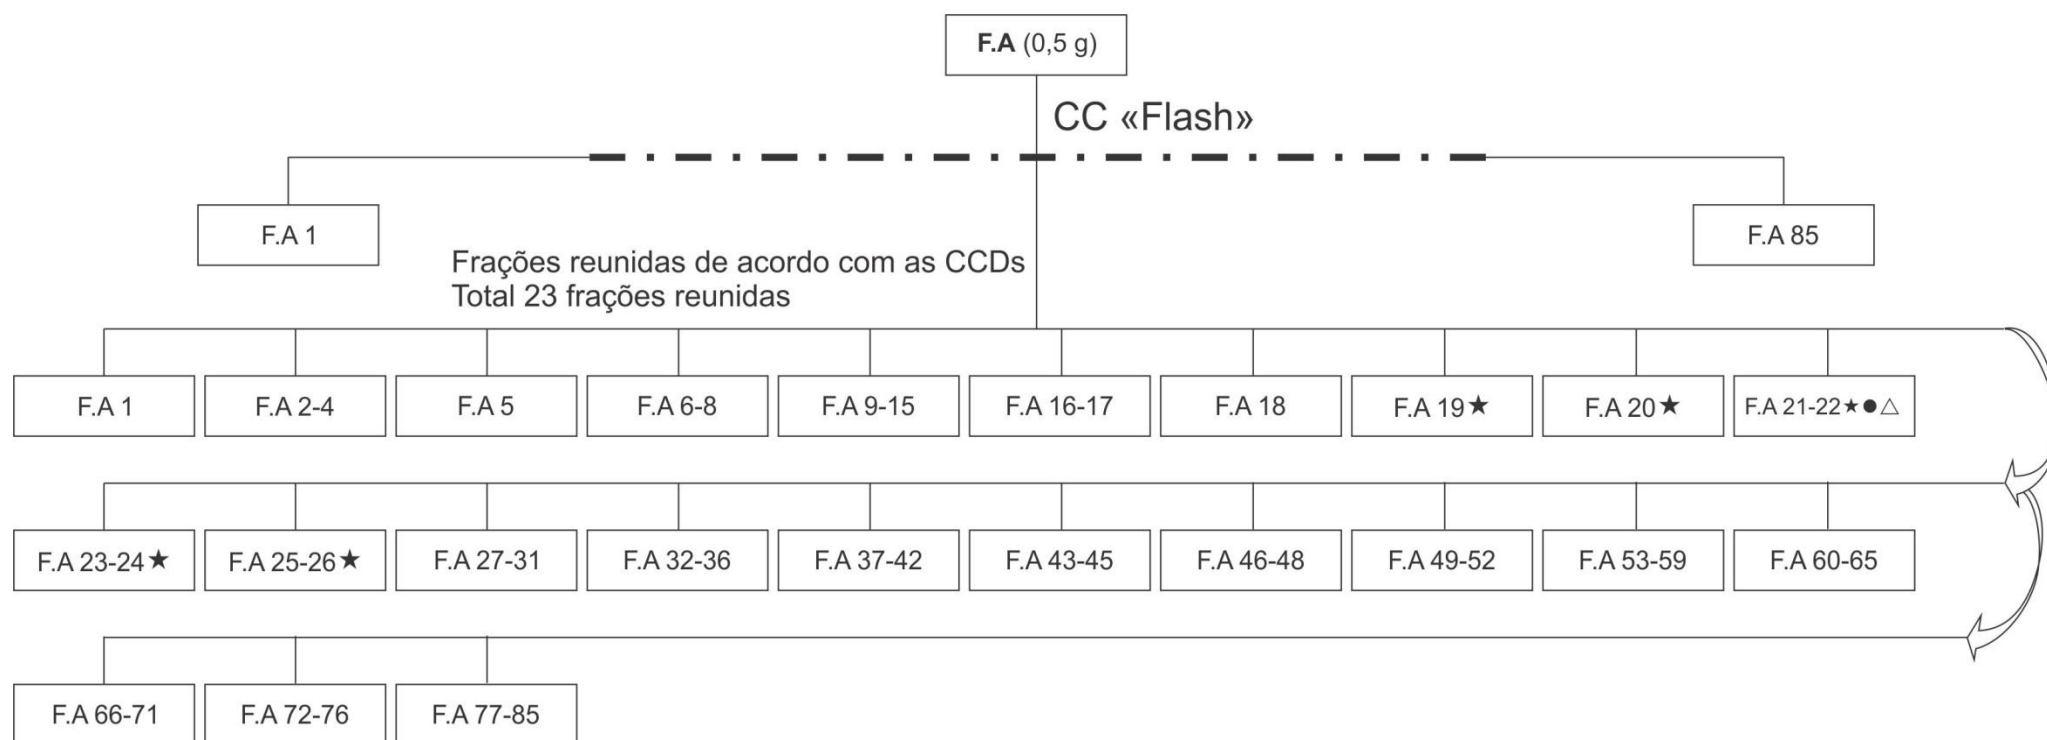 F.A (0,5 g)
CC «Flash»
F.A 1
F.A 85
Frações reunidas de acordo com as CCDs
Total 23 frações reunidas
F.A 1
F.A 2-4
F.A 5
F.A 6-8
F.A 9-15
F.A 16-17
F.A 18
F.A 19★
F.A 20★
F.A 21-22★●△
F.A 23-24★
F.A 25-26★
F.A 27-31
F.A 32-36
F.A 37-42
F.A 43-45
F.A 46-48
F.A 49-52
F.A 53-59
F.A 60-65
F.A 66-71
F.A 72-76
F.A 77-85